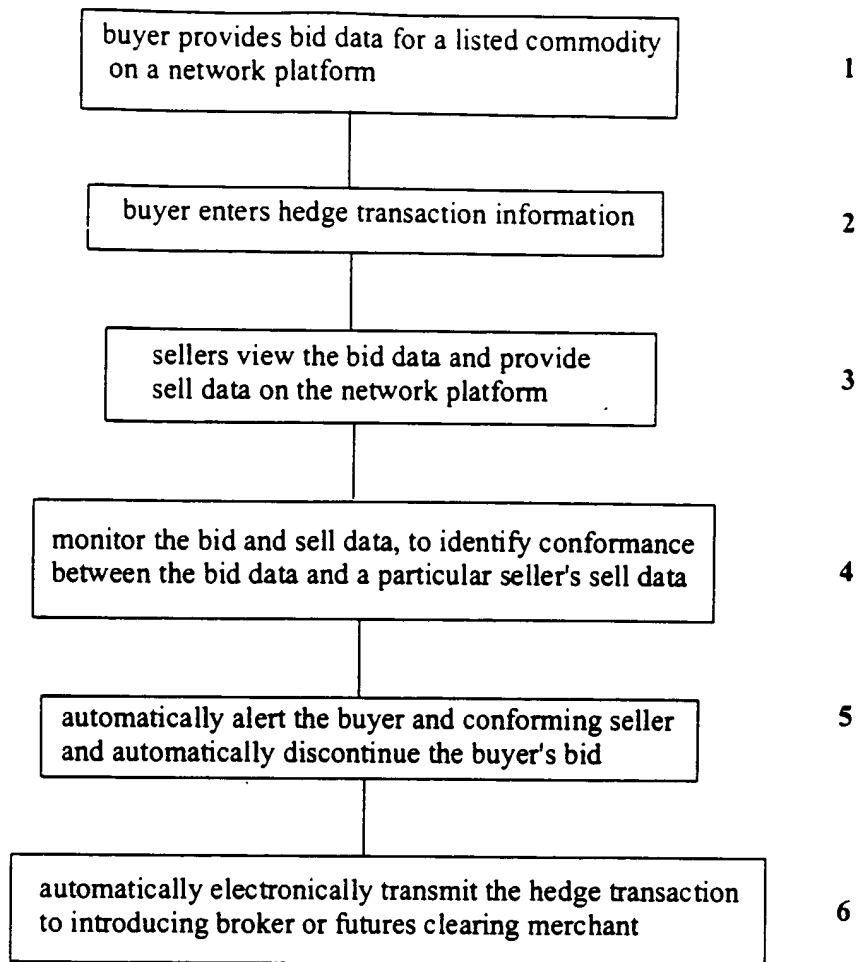 buyer provides bid data for a listed commodity
on a network platform
1
buyer enters hedge transaction information
2
sellers view the bid data and provide
sell data on the network platform
3
monitor the bid and sell data, to identify conformance
between the bid data and a particular seller's sell data
4
automatically alert the buyer and conforming seller
and automatically discontinue the buyer's bid
5
automatically electronically transmit the hedge transaction
to introducing broker or futures clearing merchant
6